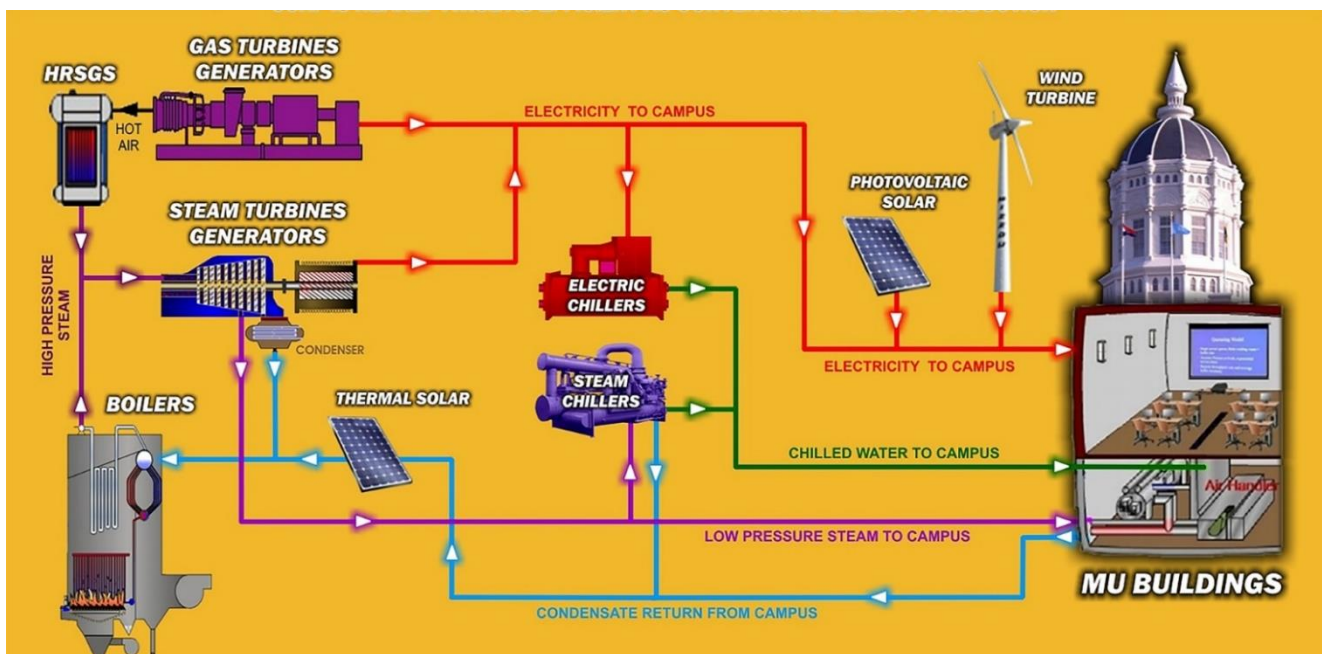 GAS TURBINES
GENERATORS
HRSGS
HOT
AIR
ELECTRICITY TO CAMPUS
WIND
TURBINE
PHOTOVOLTAIC
SOLAR
STEAM TURBINES
GENERATORS
HIGH PRESSURE
STEAM
CONDENSER
ELECTRIC
CHILLERS
ELECTRICITY TO CAMPUS
STEAM
CHILLERS
BOILERS
THERMAL SOLAR
CHILLED WATER TO CAMPUS
Air Handler
LOW PRESSURE STEAM TO CAMPUS
MU BUILDINGS
CONDENSATE RETURN FROM CAMPUS